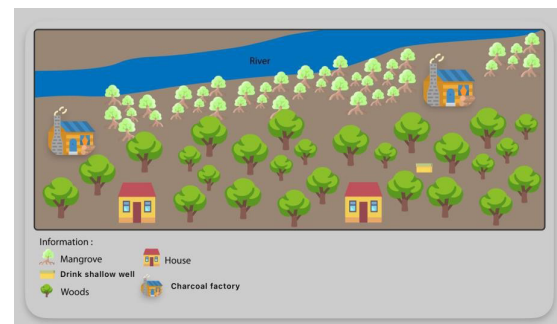 River
Information :
Mangrove
House
Drink shallow well
Charcoal factory
Woods